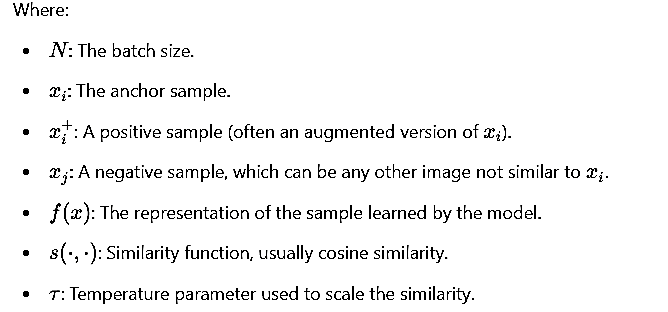 Where:
• N: The batch size.
• xᵢ: The anchor sample.
• xᵢ⁺: A positive sample (often an augmented version of xᵢ).
• xⱼ: A negative sample, which can be any other image not similar to xᵢ.
• f(x): The representation of the sample learned by the model.
• s(·, ·): Similarity function, usually cosine similarity.
• τ: Temperature parameter used to scale the similarity.